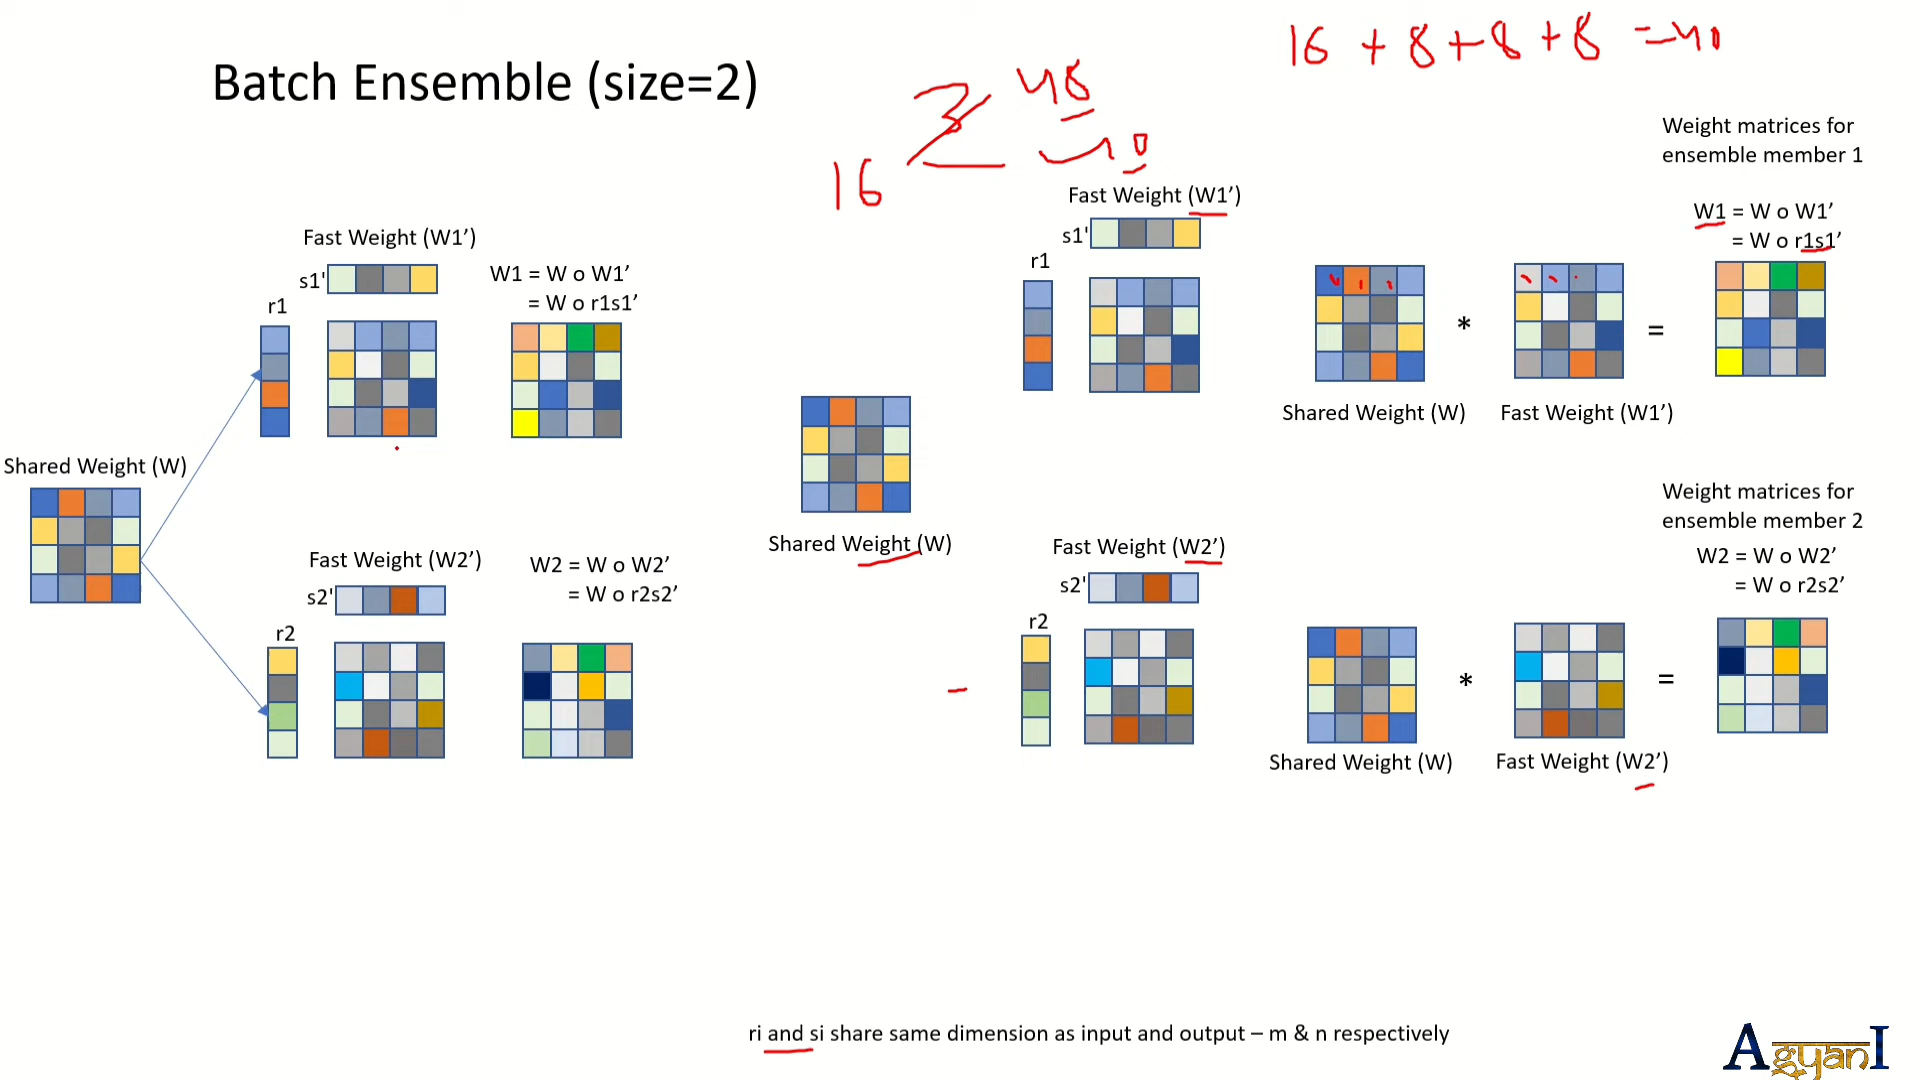 Batch Ensemble (size=2)
16 + 8 + 8 + 8 = 40
48
40
16
Weight matrices for
ensemble member 1
Fast Weight (W1’)
s1'
r1
W1 = W o W1’
= W o r1s1’
Fast Weight (W1’)
s1'
r1
W1 = W o W1’
= W o r1s1’
*
=
Shared Weight (W)
Fast Weight (W1’)
Shared Weight (W)
Shared Weight (W)
Weight matrices for
ensemble member 2
Fast Weight (W2’)
s2'
r2
W2 = W o W2’
= W o r2s2’
Fast Weight (W2’)
s2'
r2
W2 = W o W2’
= W o r2s2’
*
=
Shared Weight (W)
Fast Weight (W2’)
ri and si share same dimension as input and output – m & n respectively
AgyanI